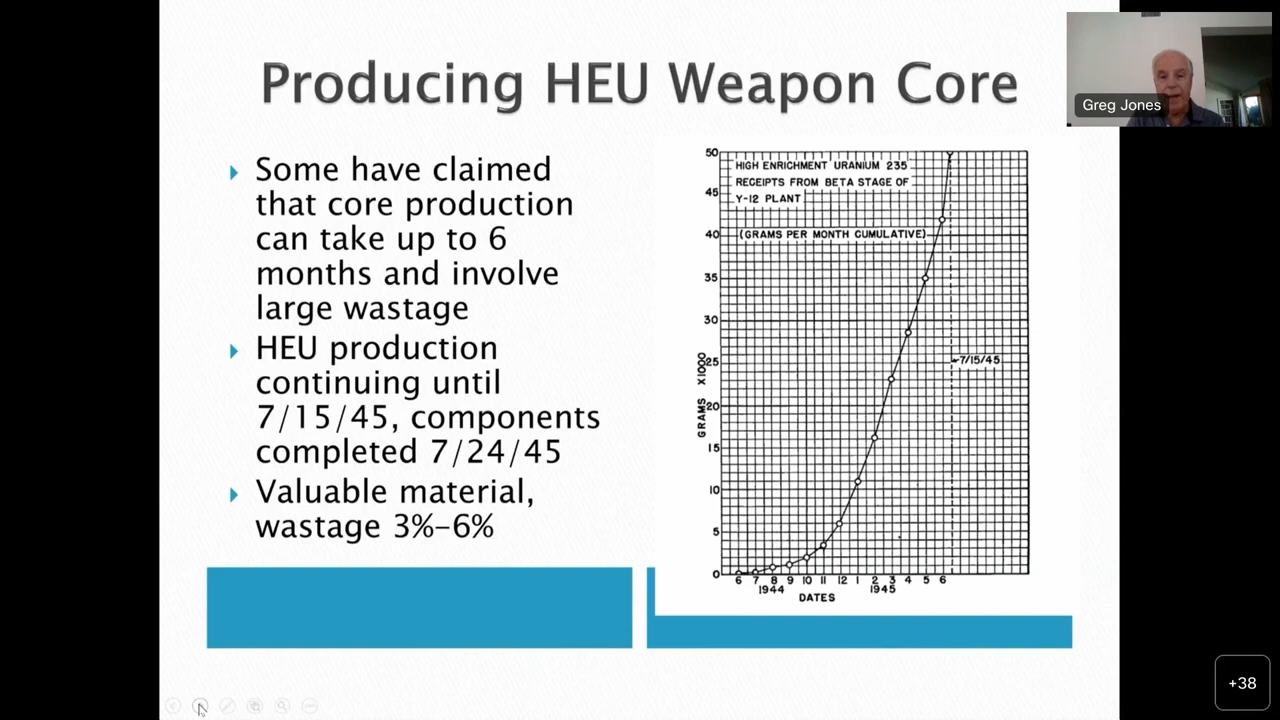 Producing HEU Weapon Core
Greg Jones
Some have claimed
that core production
can take up to 6
months and involve
large wastage
HEU production
continuing until
7/15/45, components
completed 7/24/45
Valuable material,
wastage 3%-6%
HIGH ENRICHMENT URANIUM 235
RECEIPTS FROM BETA STAGE OF
Y-12 PLANT
(GRAMS PER MONTH CUMULATIVE)
50
45
40
35
30
25
20
15
10
5
0
GRAMS X1000
7/15/45
6 7 8 9 10 11 12 1 2 3 4 5 6
1944 1945
DATES
+38